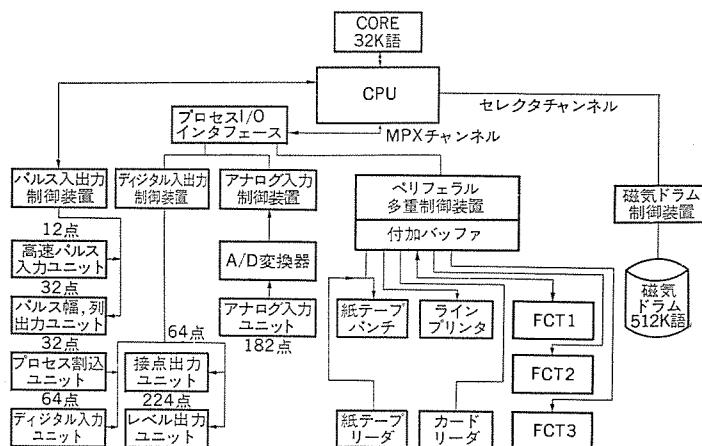 CORE
32K語
CPU
セレクタチャンネル
プロセスI/O
インタフェース
MPXチャンネル
パルス入出力
制御装置
ディジタル入出力
制御装置
アナログ入力
制御装置
ペリフェラル
多重制御装置
付加バッファ
磁気ドラム
制御装置
12点
高速パルス
入力ユニット
A/D変換器
32点
パルス幅,列
出力ユニット
アナログ入力
ユニット
182点
紙テープ
パンチ
ライン
プリンタ
FCT1
磁気
ドラム
512K語
32点
プロセス割込
ユニット
64点
接点出力
ユニット
FCT2
64点
ディジタル入力
ユニット
224点
レベル出力
ユニット
紙テープ
リーダ
カード
リーダ
FCT3